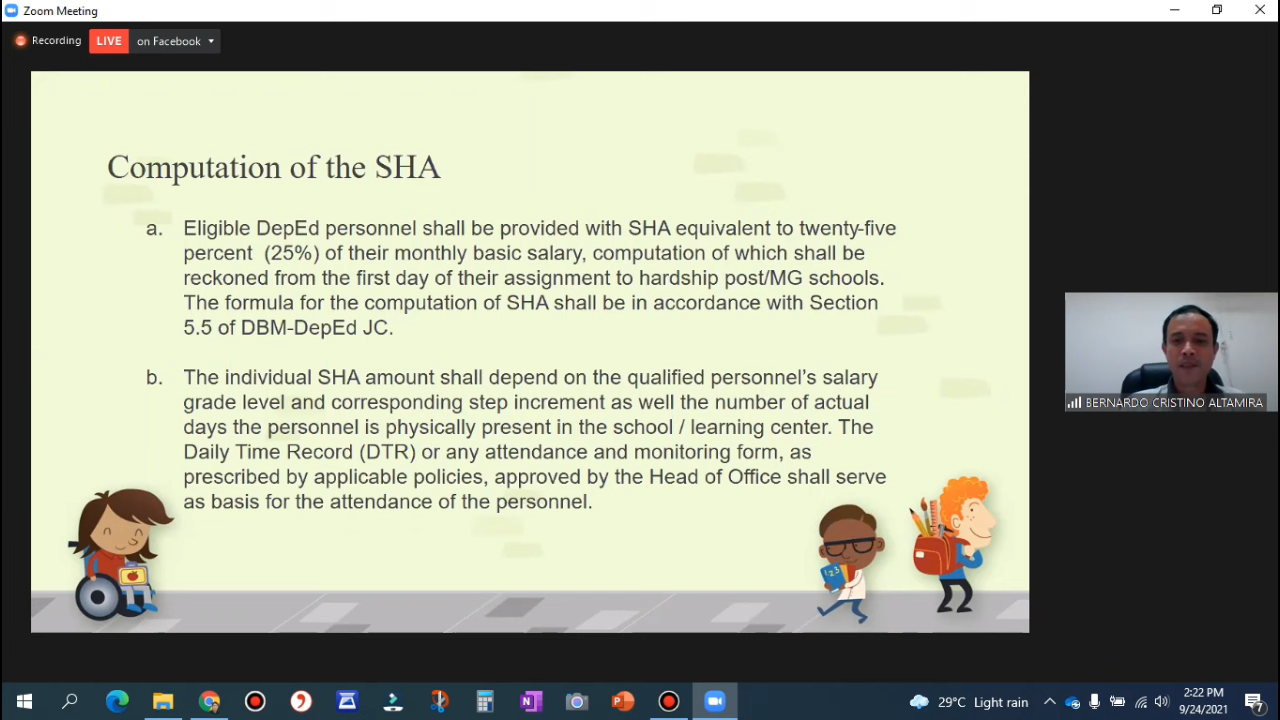 Zoom Meeting
Recording
LIVE
on Facebook
Computation of the SHA
a. Eligible DepEd personnel shall be provided with SHA equivalent to twenty-five
percent (25%) of their monthly basic salary, computation of which shall be
reckoned from the first day of their assignment to hardship post/MG schools.
The formula for the computation of SHA shall be in accordance with Section
5.5 of DBM-DepEd JC.
b. The individual SHA amount shall depend on the qualified personnel's salary
grade level and corresponding step increment as well the number of actual
days the personnel is physically present in the school / learning center. The
Daily Time Record (DTR) or any attendance and monitoring form, as
prescribed by applicable policies, approved by the Head of Office shall serve
as basis for the attendance of the personnel.
123
BERNARDO CRISTINO ALTAMIRA
29°C Light rain
2:22 PM
9/24/2021
7